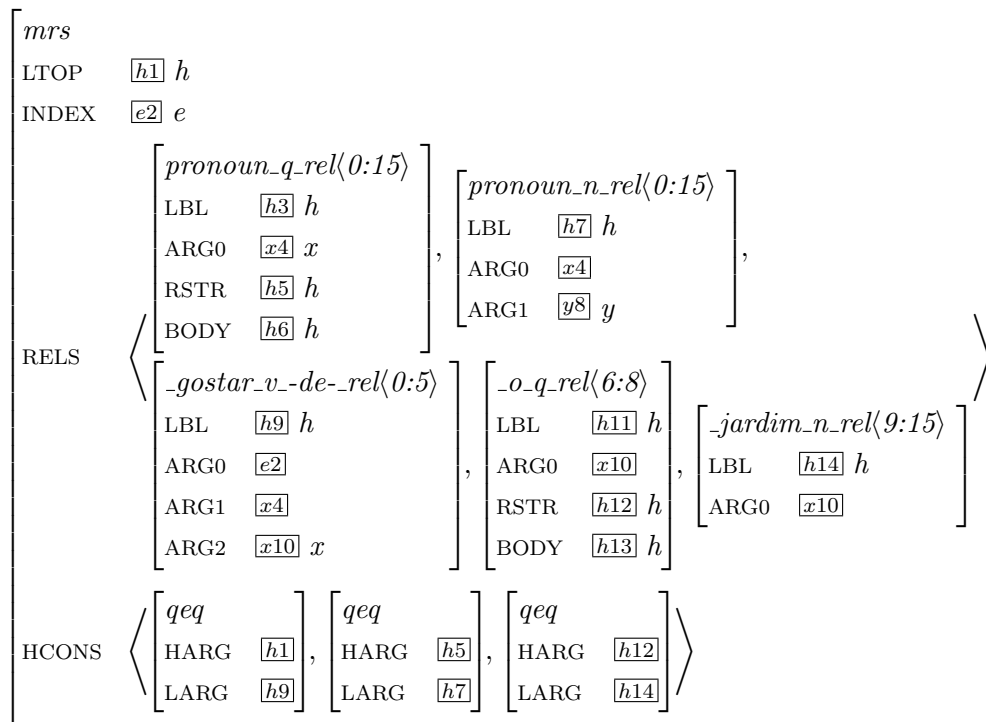 mrs
LTOP h1 h
INDEX e2 e
RELS ⟨ [ pronoun_q_rel⟨0:15⟩
LBL h3 h
ARG0 x4 x
RSTR h5 h
BODY h6 h ] ,
[ pronoun_n_rel⟨0:15⟩
LBL h7 h
ARG0 x4
ARG1 y8 y ] ,
[ _gostar_v_-de-_rel⟨0:5⟩
LBL h9 h
ARG0 e2
ARG1 x4
ARG2 x10 x ] ,
[ _o_q_rel⟨6:8⟩
LBL h11 h
ARG0 x10
RSTR h12 h
BODY h13 h ] ,
[ _jardim_n_rel⟨9:15⟩
LBL h14 h
ARG0 x10 ] ⟩
HCONS ⟨ [ qeq
HARG h1
LARG h9 ] ,
[ qeq
HARG h5
LARG h7 ] ,
[ qeq
HARG h12
LARG h14 ] ⟩